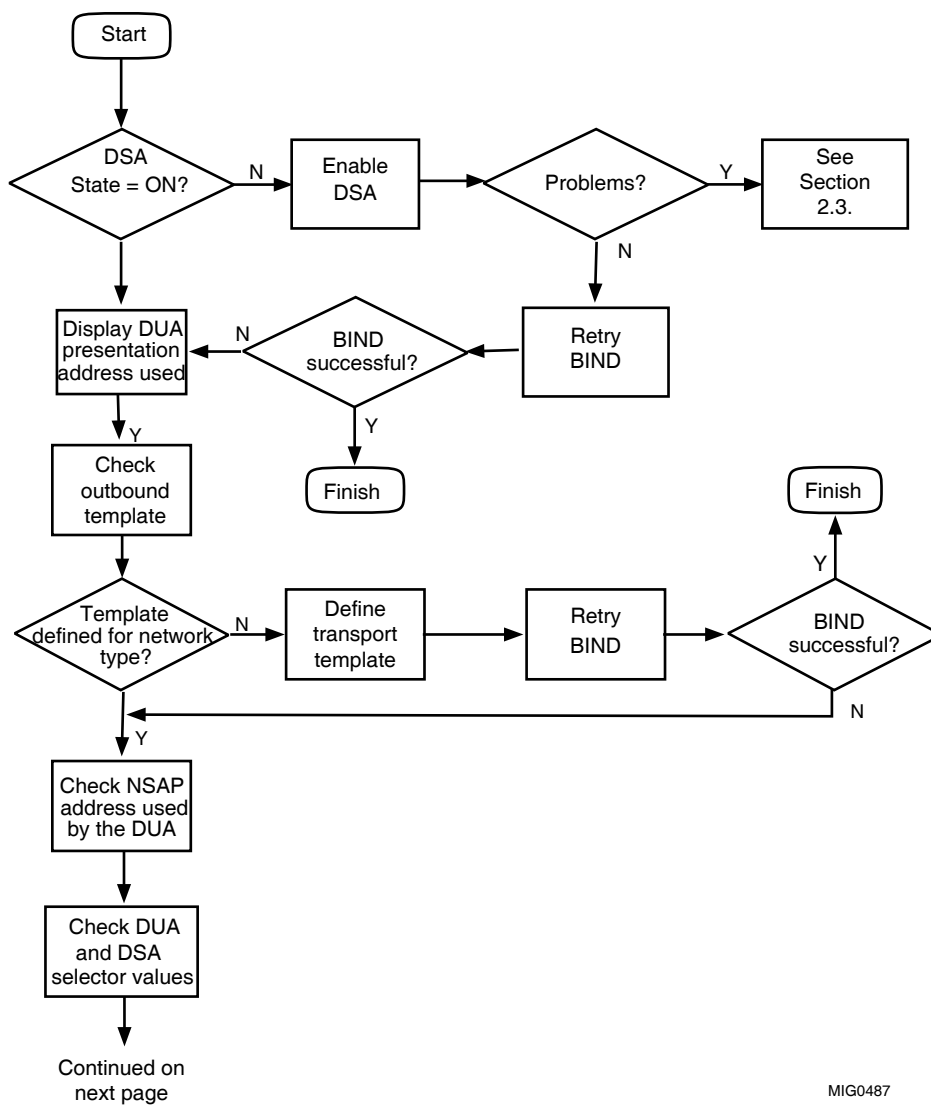 Start
DSA
State = ON?
N
Enable
DSA
Problems?
Y
See
Section
2.3.
N
Display DUA
presentation
address used
N
BIND
successful?
Retry
BIND
Y
Y
Check
outbound
template
Finish
Finish
Y
Template
defined for network
type?
N
Define
transport
template
Retry
BIND
BIND
successful?
N
Y
Check NSAP
address used
by the DUA
Check DUA
and DSA
selector values
Continued on
next page
MIG0487